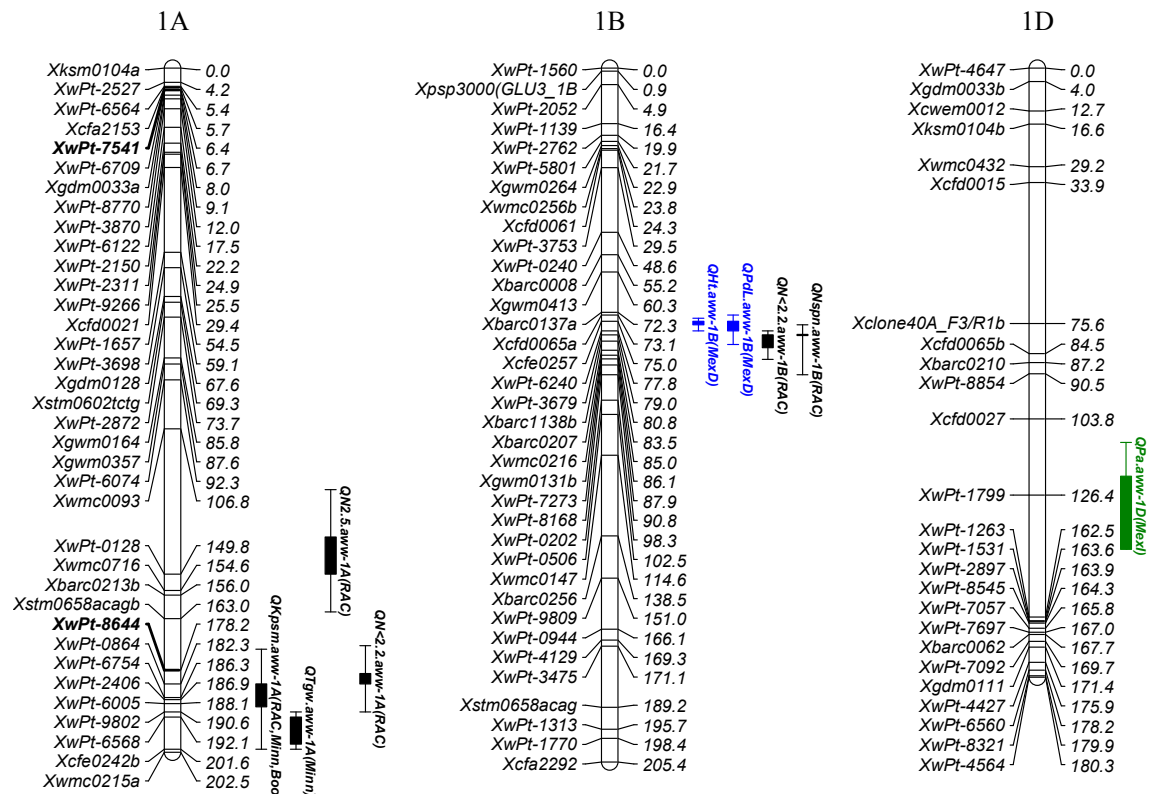 1A
Xksm0104a 0.0
XwPt-2527 4.2
XwPt-6564 5.4
Xcfa2153 5.7
XwPt-7541 6.4
XwPt-6709 6.7
Xgdm0033a 8.0
XwPt-8770 9.1
XwPt-3870 12.0
XwPt-6122 17.5
XwPt-2150 22.2
XwPt-2311 24.9
XwPt-9266 25.5
Xcfd0021 29.4
XwPt-1657 54.5
XwPt-3698 59.1
Xgdm0128 67.6
Xstm0602tctg 69.3
XwPt-2872 73.7
Xgwm0164 85.8
Xgwm0357 87.6
XwPt-6074 92.3
Xwmc0093 106.8
XwPt-0128 149.8
Xwmc0716 154.6
Xbarc0213b 156.0
Xstm0658acagb 163.0
XwPt-8644 178.2
XwPt-0864 182.3
XwPt-6754 186.3
XwPt-2406 186.9
XwPt-6005 188.1
XwPt-9802 190.6
XwPt-6568 192.1
Xcfe0242b 201.6
Xwmc0215a 202.5
QKpsm.aww-1A(RAC,Minn,Boo
QTgw.aww-1A(Minn,
QN2.5.aww-1A(RAC)
QN<2.2.aww-1A(RAC)
1B
XwPt-1560 0.0
Xpsp3000(GLU3_1B 0.9
XwPt-2052 4.9
XwPt-1139 16.4
XwPt-2762 19.9
XwPt-5801 21.7
Xgwm0264 22.9
Xwmc0256b 23.8
Xcfd0061 24.3
XwPt-3753 29.5
XwPt-0240 48.6
Xbarc0008 55.2
Xgwm0413 60.3
Xbarc0137a 72.3
Xcfd0065a 73.1
Xcfe0257 75.0
XwPt-6240 77.8
XwPt-3679 79.0
Xbarc1138b 80.8
Xbarc0207 83.5
Xwmc0216 85.0
Xgwm0131b 86.1
XwPt-7273 87.9
XwPt-8168 90.8
XwPt-0202 98.3
XwPt-0506 102.5
Xwmc0147 114.6
Xbarc0256 138.5
XwPt-9809 151.0
XwPt-0944 166.1
XwPt-4129 169.3
XwPt-3475 171.1
Xstm0658acag 189.2
XwPt-1313 195.7
XwPt-1770 198.4
Xcfa2292 205.4
QHt.aww-1B(MexD)
QPdL.aww-1B(MexD)
QN<2.2.aww-1B(RAC)
QNspn.aww-1B(RAC)
1D
XwPt-4647 0.0
Xgdm0033b 4.0
Xcwem0012 12.7
Xksm0104b 16.6
Xwmc0432 29.2
Xcfd0015 33.9
Xclone40A_F3/R1b 75.6
Xcfd0065b 84.5
Xbarc0210 87.2
XwPt-8854 90.5
Xcfd0027 103.8
XwPt-1799 126.4
XwPt-1263 162.5
XwPt-1531 163.6
XwPt-2897 163.9
XwPt-8545 164.3
XwPt-7057 165.8
XwPt-7697 167.0
Xbarc0062 167.7
XwPt-7092 169.7
Xgdm0111 171.4
XwPt-4427 175.9
XwPt-6560 178.2
XwPt-8321 179.9
XwPt-4564 180.3
QPa.aww-1D(MexI)